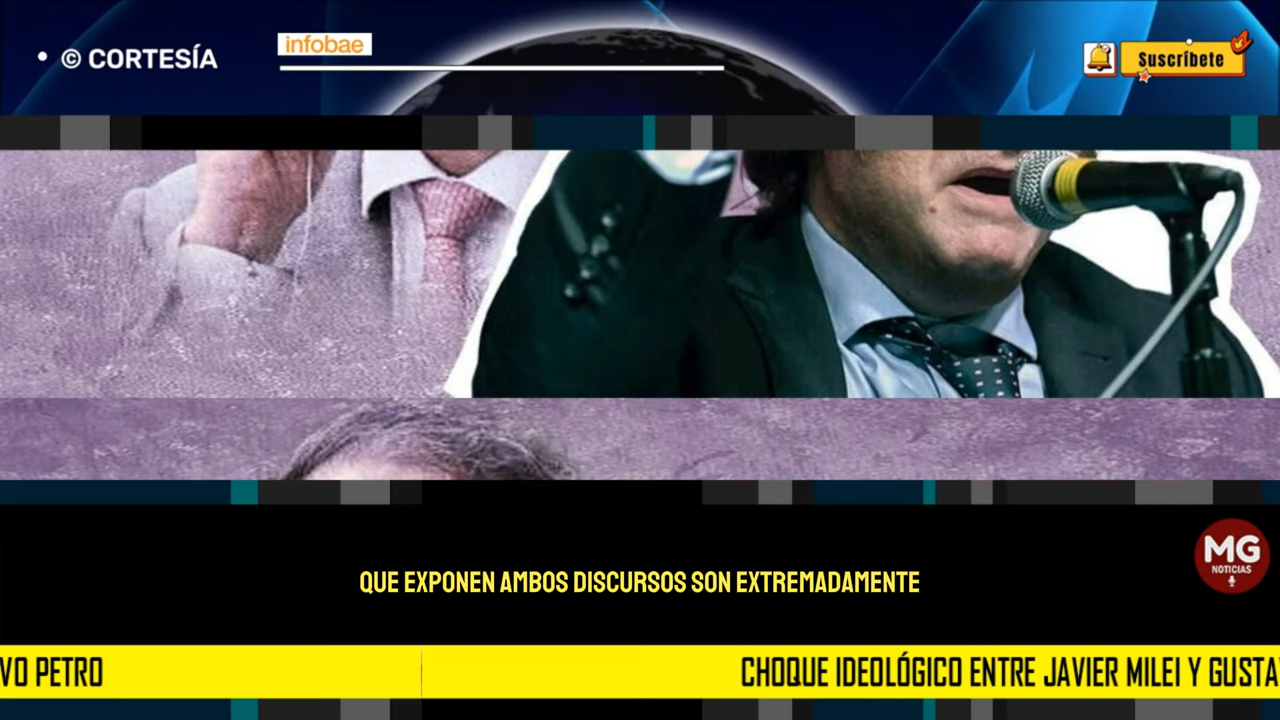 © CORTESÍA
infobae
Suscríbete
QUE EXPONEN AMBOS DISCURSOS SON EXTREMADAMENTE
MG
NOTICIAS
VO PETRO
CHOQUE IDEOLÓGICO ENTRE JAVIER MILEI Y GUSTA